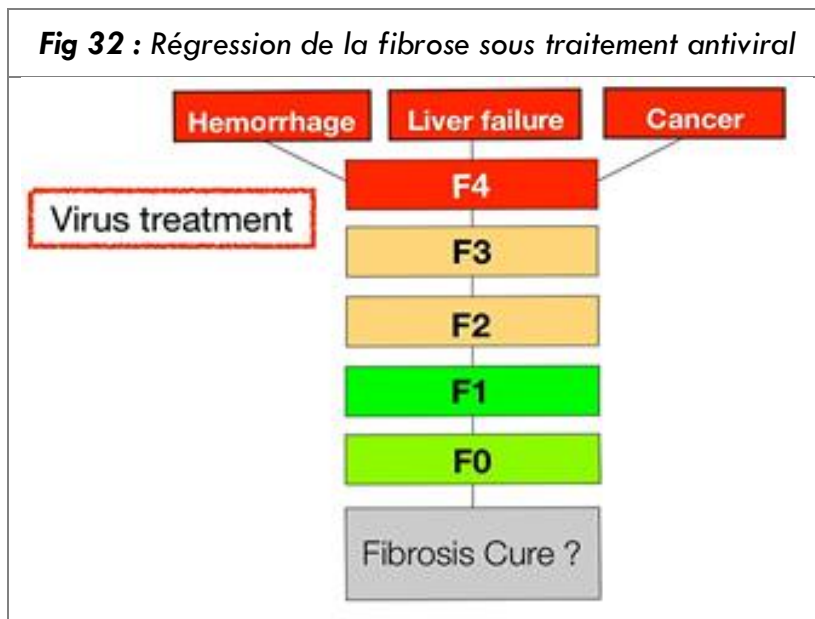 Fig 32 : Régression de la fibrose sous traitement antiviral
Hemorrhage
Liver failure
Cancer
F4
Virus treatment
F3
F2
F1
F0
Fibrosis Cure ?